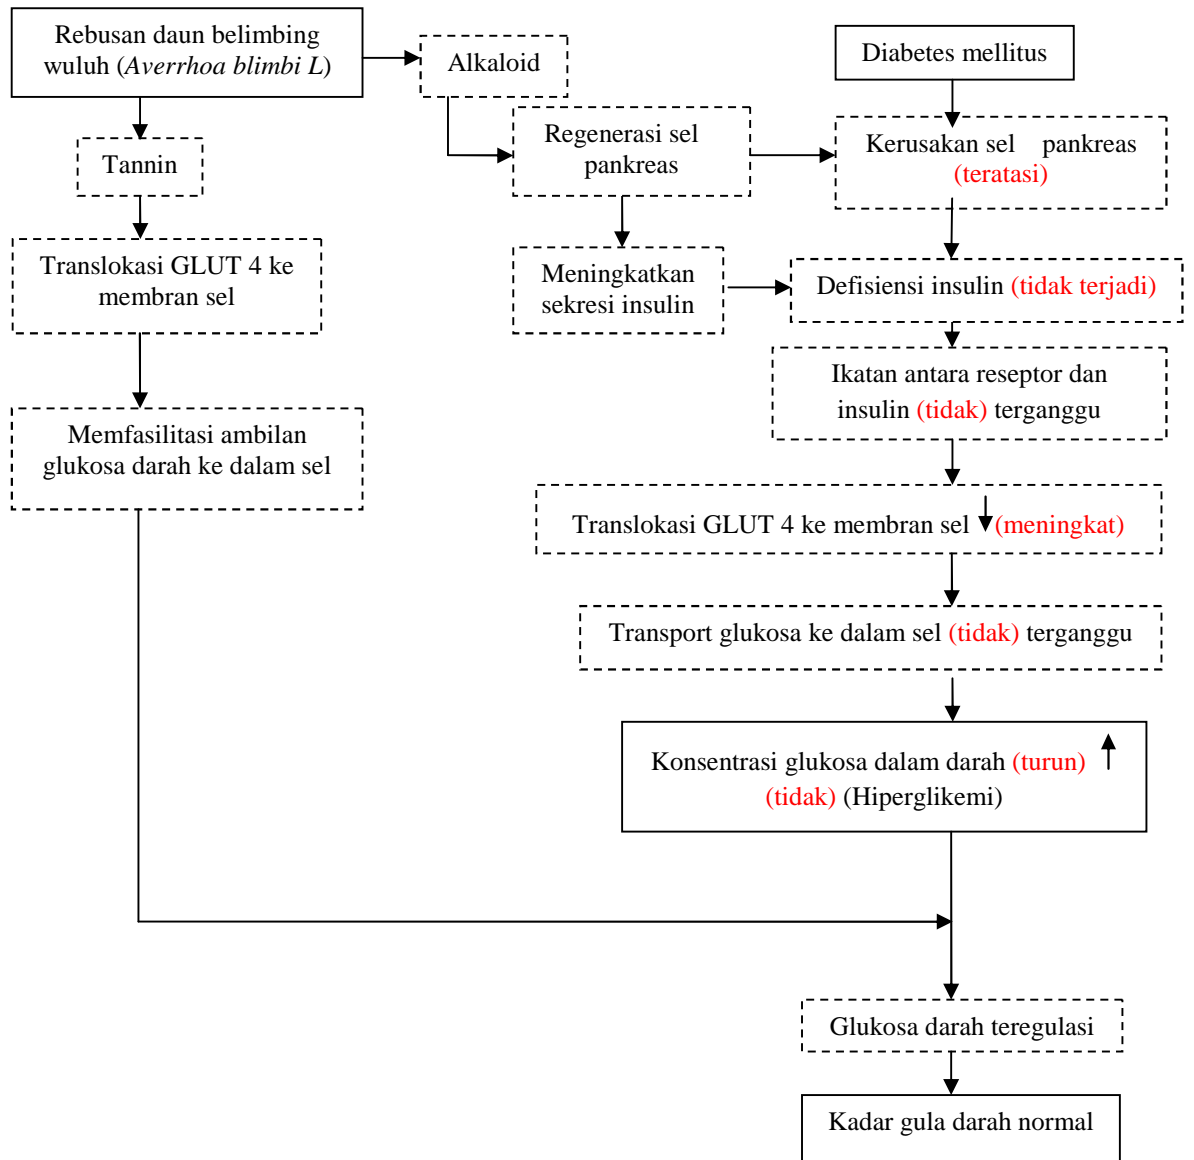 Rebusan daun belimbing
wuluh (Averrhoa blimbi L)
Alkaloid
Diabetes mellitus
Tannin
Regenerasi sel
pankreas
Kerusakan sel pankreas
(teratasi)
Translokasi GLUT 4 ke
membran sel
Meningkatkan
sekresi insulin
Defisiensi insulin (tidak terjadi)
Ikatan antara reseptor dan
insulin (tidak) terganggu
Memfasilitasi ambilan
glukosa darah ke dalam sel
Translokasi GLUT 4 ke membran sel (meningkat)
Transport glukosa ke dalam sel (tidak) terganggu
Konsentrasi glukosa dalam darah (turun)
(tidak) (Hiperglikemi)
Glukosa darah teregulasi
Kadar gula darah normal